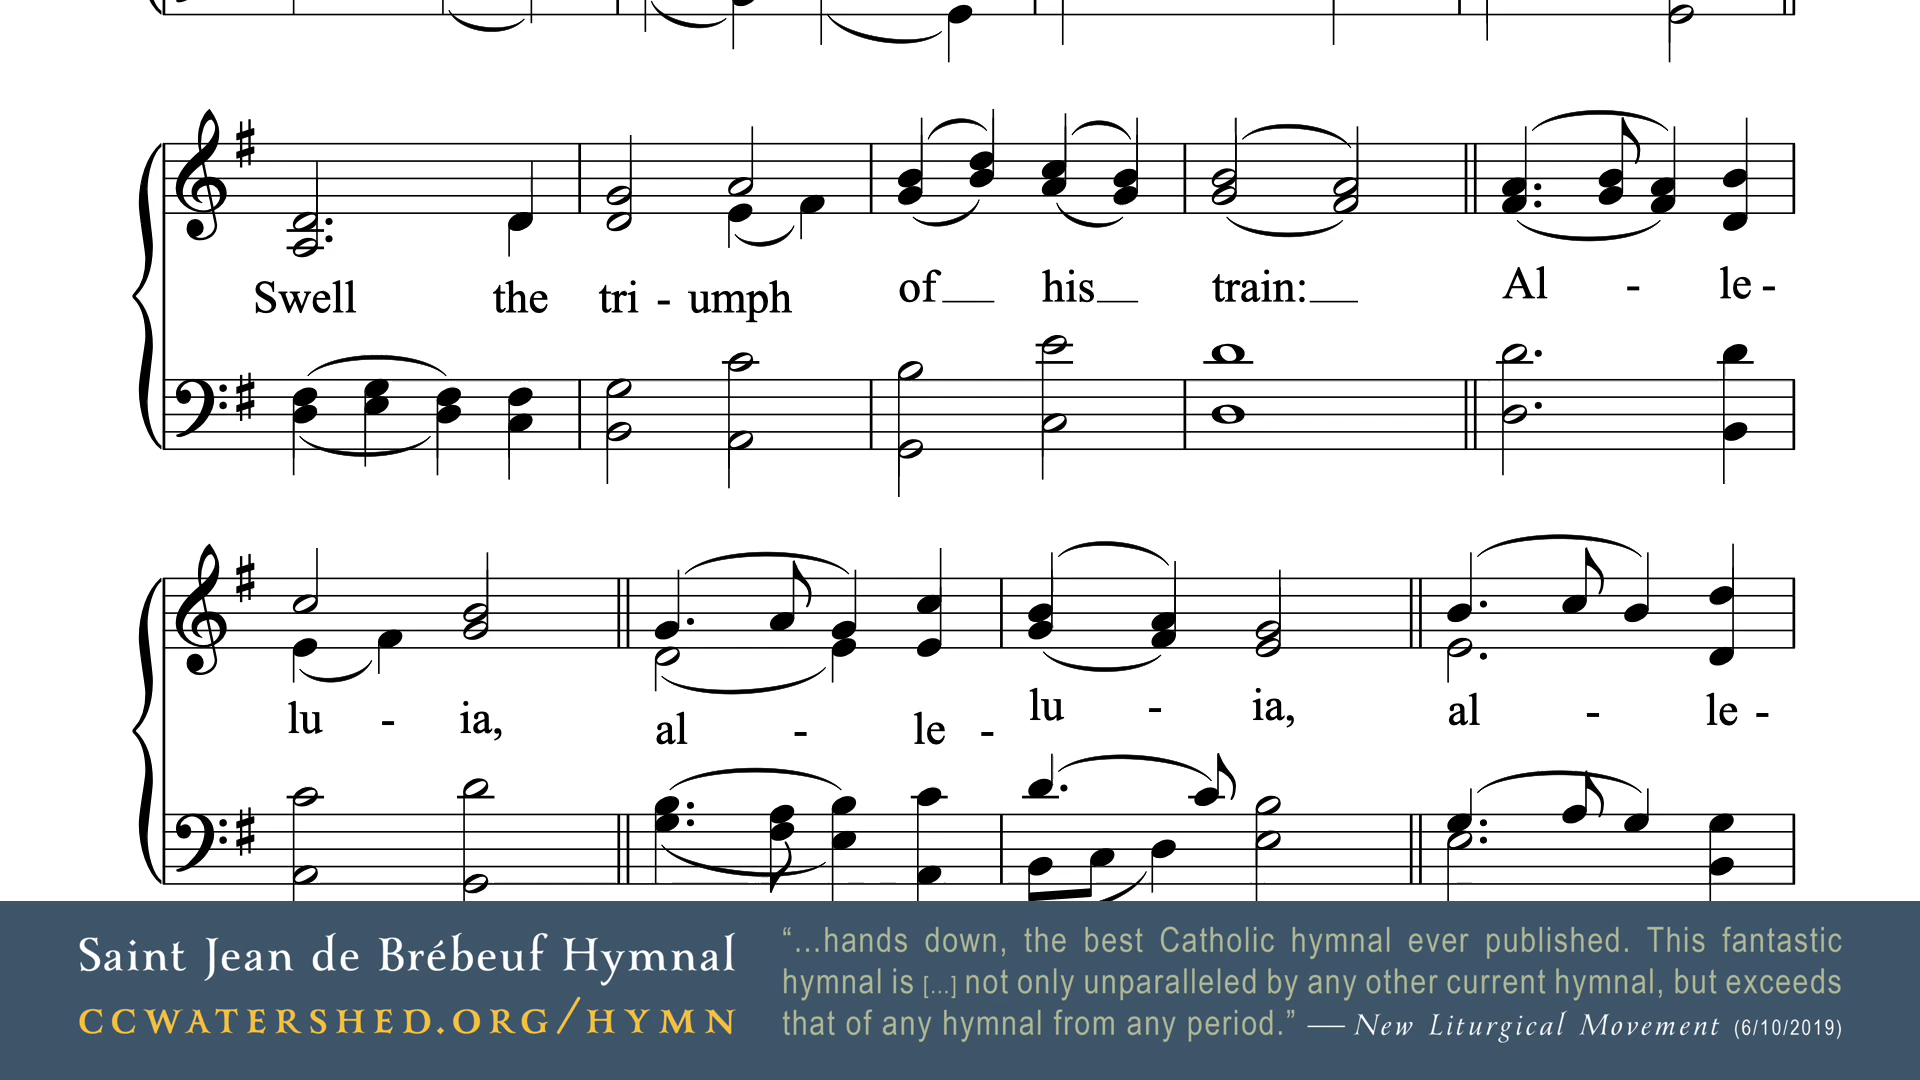 Swell the tri - umph of his train: Al - le -
lu - ia, al - le - lu - ia, al - le -
Saint Jean de Brébeuf Hymnal
CCWATERSHED.ORG/HYMN
“...hands down, the best Catholic hymnal ever published. This fantastic
hymnal is [...] not only unparalleled by any other current hymnal, but exceeds
that of any hymnal from any period.” — New Liturgical Movement (6/10/2019)